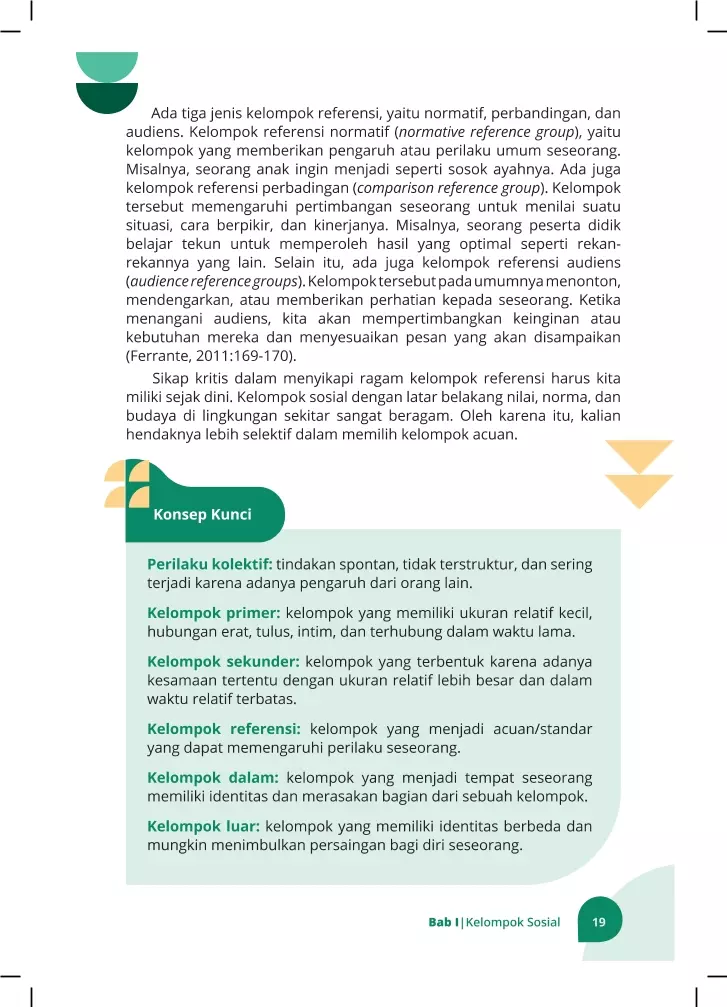 Ada tiga jenis kelompok referensi, yaitu normatif, perbandingan, dan
audiens. Kelompok referensi normatif (normative reference group), yaitu
kelompok yang memberikan pengaruh atau perilaku umum seseorang.
Misalnya, seorang anak ingin menjadi seperti sosok ayahnya. Ada juga
kelompok referensi perbadingan (comparison reference group). Kelompok
tersebut memengaruhi pertimbangan seseorang untuk menilai suatu
situasi, cara berpikir, dan kinerjanya. Misalnya, seorang peserta didik
belajar tekun untuk memperoleh hasil yang optimal seperti rekan-
rekannya yang lain. Selain itu, ada juga kelompok referensi audiens
(audience reference groups). Kelompok tersebut pada umumnya menonton,
mendengarkan, atau memberikan perhatian kepada seseorang. Ketika
menangani audiens, kita akan mempertimbangkan keinginan atau
kebutuhan mereka dan menyesuaikan pesan yang akan disampaikan
(Ferrante, 2011:169-170).
Sikap kritis dalam menyikapi ragam kelompok referensi harus kita
miliki sejak dini. Kelompok sosial dengan latar belakang nilai, norma, dan
budaya di lingkungan sekitar sangat beragam. Oleh karena itu, kalian
hendaknya lebih selektif dalam memilih kelompok acuan.
Konsep Kunci
Perilaku kolektif: tindakan spontan, tidak terstruktur, dan sering
terjadi karena adanya pengaruh dari orang lain.
Kelompok primer: kelompok yang memiliki ukuran relatif kecil,
hubungan erat, tulus, intim, dan terhubung dalam waktu lama.
Kelompok sekunder: kelompok yang terbentuk karena adanya
kesamaan tertentu dengan ukuran relatif lebih besar dan dalam
waktu relatif terbatas.
Kelompok referensi: kelompok yang menjadi acuan/standar
yang dapat memengaruhi perilaku seseorang.
Kelompok dalam: kelompok yang menjadi tempat seseorang
memiliki identitas dan merasakan bagian dari sebuah kelompok.
Kelompok luar: kelompok yang memiliki identitas berbeda dan
mungkin menimbulkan persaingan bagi diri seseorang.
Bab I|Kelompok Sosial 19